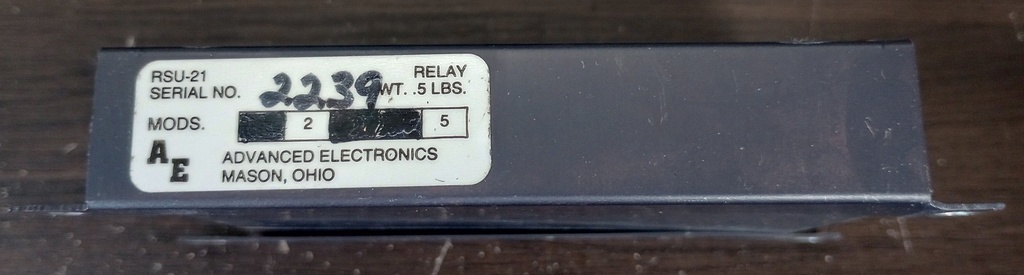 RSU-21 RELAY
SERIAL NO. 2239 WT. .5 LBS.
MODS. 2 5
AE ADVANCED ELECTRONICS
MASON, OHIO